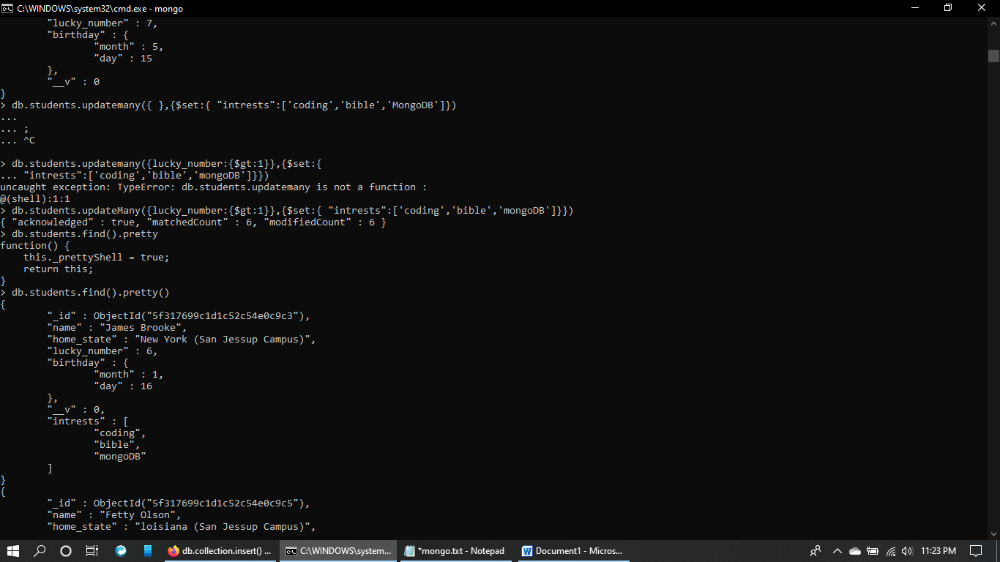 C:\WINDOWS\system32\cmd.exe - mongo
        "lucky_number" : 7,
        "birthday" : {
                "month" : 5,
                "day" : 15
        },
        "__v" : 0
}
> db.students.updatemany({ },{$set:{ "intrests":['coding','bible','MongoDB']})
...
... ;
... ^C

> db.students.updatemany({lucky_number:{$gt:1}},{$set:{
... "intrests":['coding','bible','mongoDB']}})
uncaught exception: TypeError: db.students.updatemany is not a function :
@(shell):1:1
> db.students.updateMany({lucky_number:{$gt:1}},{$set:{ "intrests":['coding','bible','mongoDB']}})
{ "acknowledged" : true, "matchedCount" : 6, "modifiedCount" : 6 }
> db.students.find().pretty
function() {
    this._prettyShell = true;
    return this;
}
> db.students.find().pretty()
{
        "_id" : ObjectId("5f317699c1d1c52c54e0c9c3"),
        "name" : "James Brooke",
        "home_state" : "New York (San Jessup Campus)",
        "lucky_number" : 6,
        "birthday" : {
                "month" : 1,
                "day" : 16
        },
        "__v" : 0,
        "intrests" : [
                "coding",
                "bible",
                "mongoDB"
        ]
}
{
        "_id" : ObjectId("5f317699c1d1c52c54e0c9c5"),
        "name" : "Fetty Olson",
        "home_state" : "loisiana (San Jessup Campus)",
db.collection.insert() ... C:\WINDOWS\system... *mongo.txt - Notepad Document1 - Micros... 11:23 PM